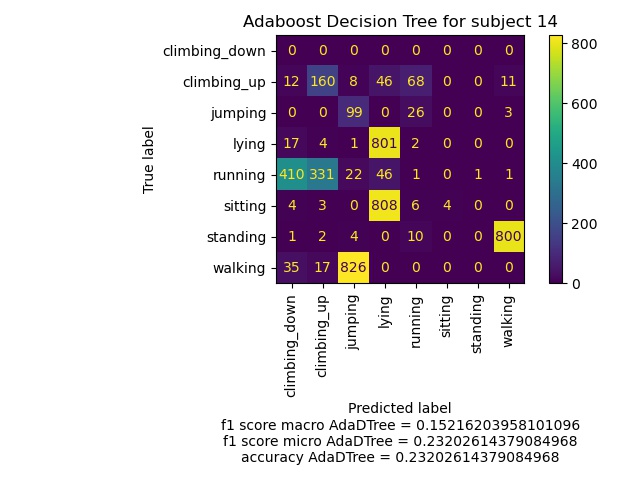 Adaboost Decision Tree for subject 14
True label
climbing_down 0 0 0 0 0 0 0 0
climbing_up 12 160 8 46 68 0 0 11
jumping 0 0 99 0 26 0 0 3
lying 17 4 1 801 2 0 0 0
running 410 331 22 46 1 0 1 1
sitting 4 3 0 808 6 4 0 0
standing 1 2 4 0 10 0 0 800
walking 35 17 826 0 0 0 0 0
climbing_down climbing_up jumping lying running sitting standing walking
800
600
400
200
0
Predicted label
f1 score macro AdaDTree = 0.15216203958101096
f1 score micro AdaDTree = 0.23202614379084968
accuracy AdaDTree = 0.23202614379084968